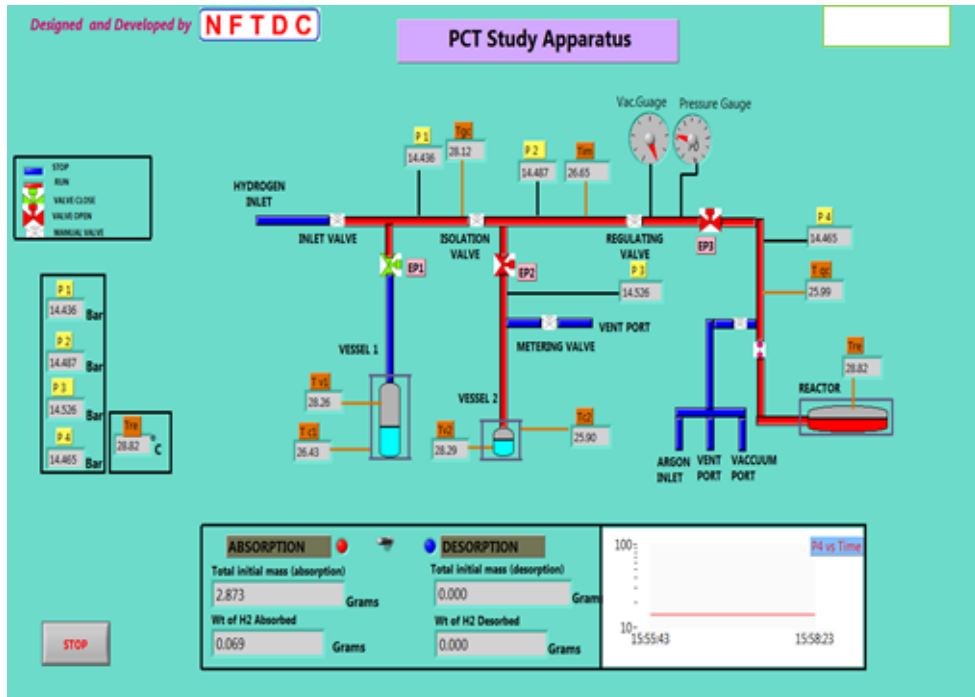 Designed and Developed by NFTDC
PCT Study Apparatus
Vac.Guage
Pressure Gauge
P 1
14.436
Tgc
28.12
P 2
14.487
Tim
26.65
STOP
RUN
VALVE CLOSE
VALVE OPEN
MANUAL VALVE
HYDROGEN
INLET
INLET VALVE
ISOLATION
VALVE
REGULATING
VALVE
EP3
P 4
14.465
EP1
EP2
P 3
14.526
T gc
25.99
P 1
14.436 Bar
P 2
14.487 Bar
P 3
14.526 Bar
P 4
14.465 Bar
Tre
28.82 °C
VENT PORT
METERING VALVE
VESSEL 1
T v1
28.26
T c1
26.43
VESSEL 2
Tv2
28.29
Tc2
25.90
Tre
28.82
REACTOR
ARGON
INLET
VENT
PORT
VACCUUM
PORT
ABSORPTION
DESORPTION
Total initial mass (absorption)
2.873 Grams
Total initial mass (desorption)
0.000 Gram
Wt of H2 Absorbed
0.069 Grams
Wt of H2 Desorbed
0.000 Grams
P4 vs Time
100
10
15:55:43
15:58:23
STOP